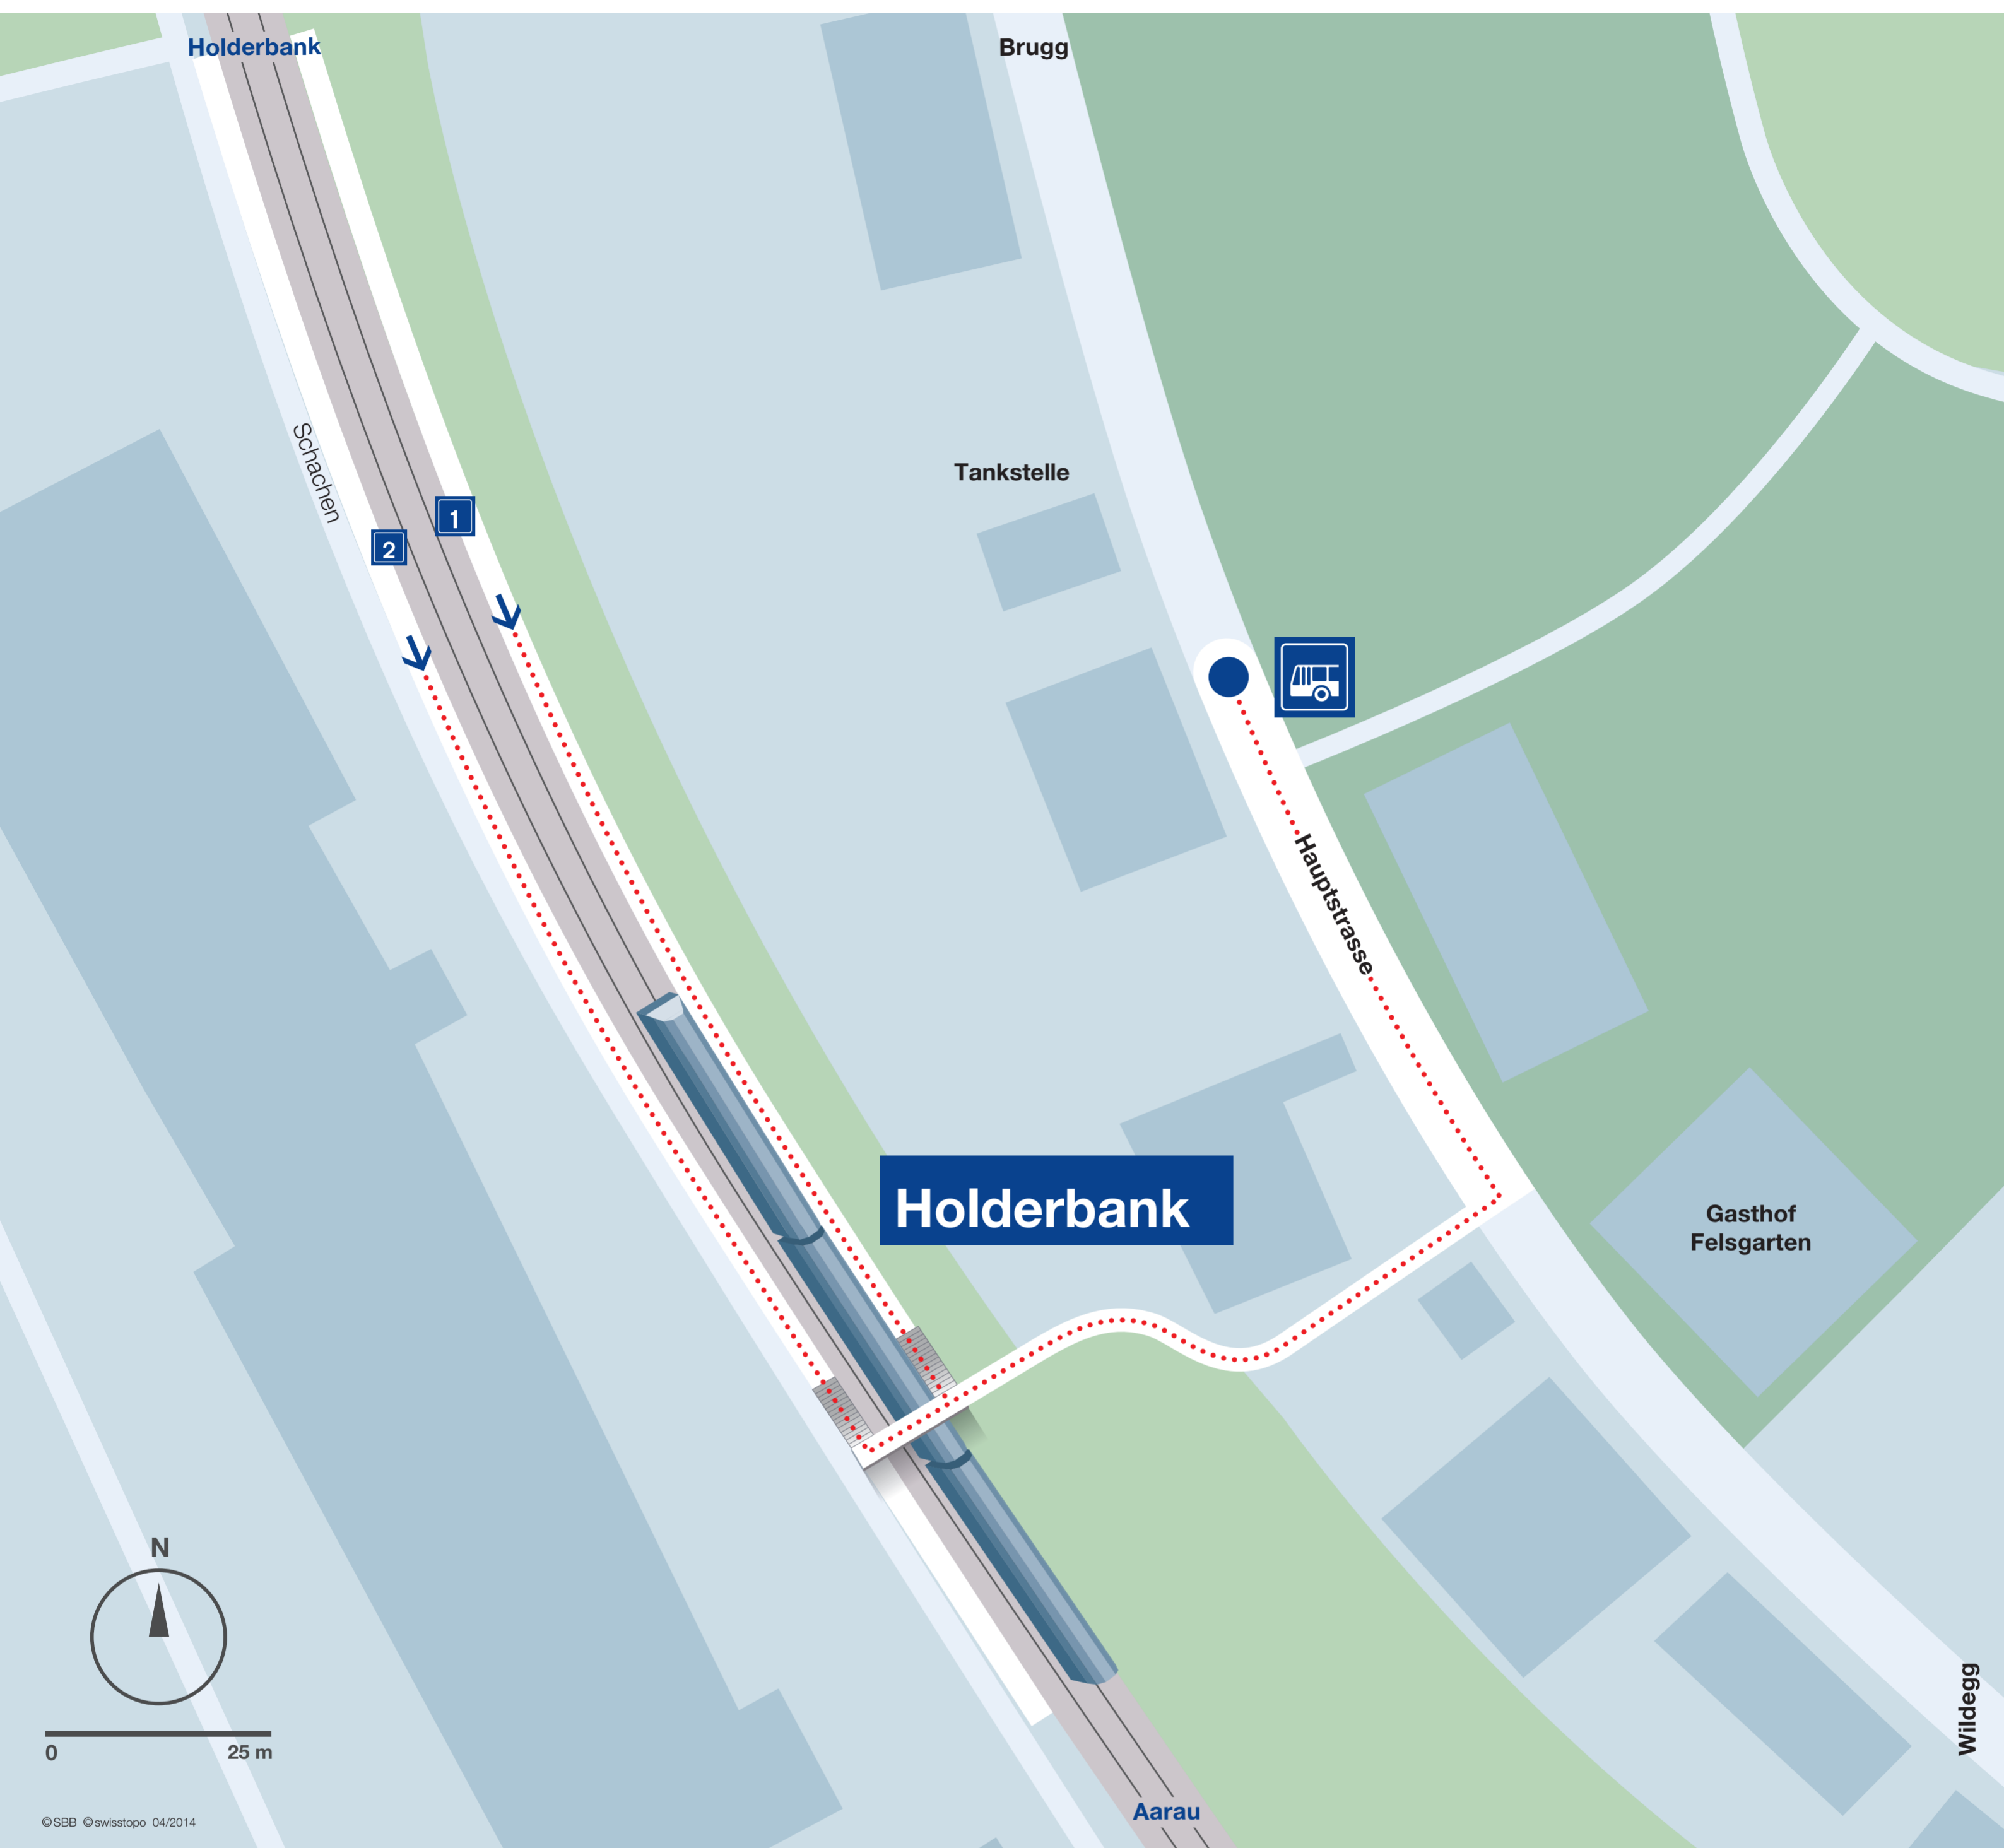 Holderbank
Brugg
Tankstelle
Schachen
1
2
Hauptstrasse
Holderbank
Gasthof
Felsgarten
N
0
25 m
Wildegg
Aarau
©SBB ©swisstopo 04/2014